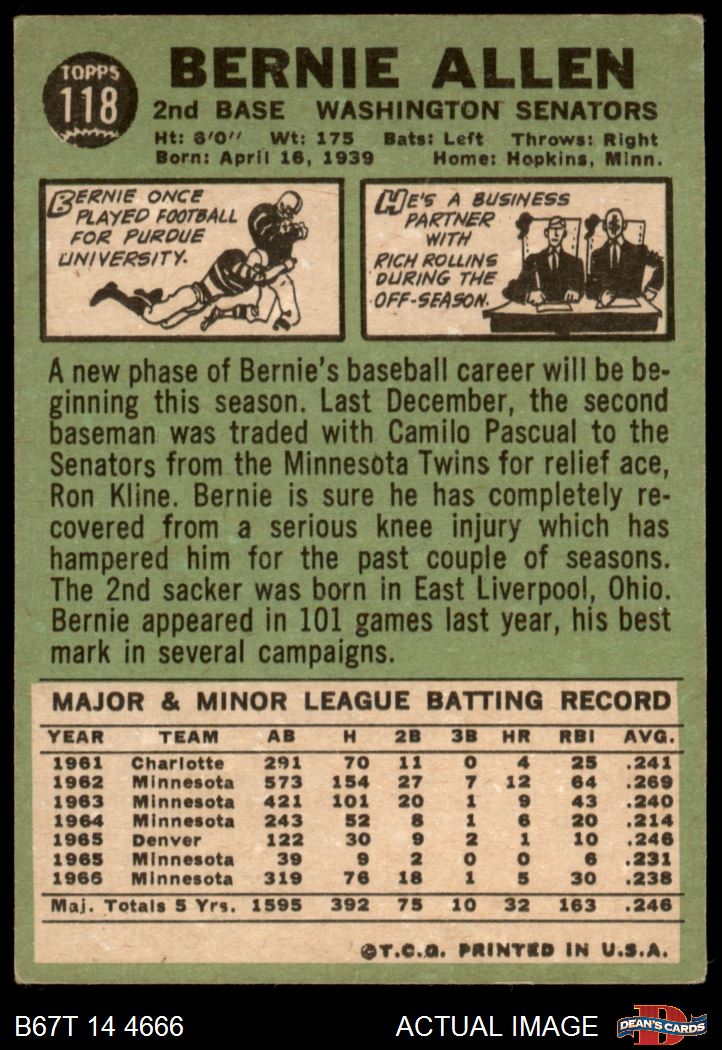 TOPPS
118
BERNIE ALLEN
2nd BASE WASHINGTON SENATORS
Ht: 6'0" Wt: 175 Bats: Left Throws: Right
Born: April 16, 1939 Home: Hopkins, Minn.
BERNIE ONCE
PLAYED FOOTBALL
FOR PURDUE
UNIVERSITY.
HE'S A BUSINESS
PARTNER
WITH
RICH ROLLINS
DURING THE
OFF-SEASON.
A new phase of Bernie's baseball career will be be-
ginning this season. Last December, the second
baseman was traded with Camilo Pascual to the
Senators from the Minnesota Twins for relief ace,
Ron Kline. Bernie is sure he has completely re-
covered from a serious knee injury which has
hampered him for the past couple of seasons.
The 2nd sacker was born in East Liverpool, Ohio.
Bernie appeared in 101 games last year, his best
mark in several campaigns.
MAJOR & MINOR LEAGUE BATTING RECORD
YEAR TEAM AB H 2B 3B HR RBI AVG.
1961 Charlotte 291 70 11 0 4 25 .241
1962 Minnesota 573 154 27 7 12 64 .269
1963 Minnesota 421 101 20 1 9 43 .240
1964 Minnesota 243 52 8 1 6 20 .214
1965 Denver 122 30 9 2 1 10 .246
1965 Minnesota 39 9 2 0 0 6 .231
1966 Minnesota 319 76 18 1 5 30 .238
Maj. Totals 5 Yrs. 1595 392 75 10 32 163 .246
©T.C.G. PRINTED IN U.S.A.
B67T 14 4666 ACTUAL IMAGE
D
DEAN'S CARDS